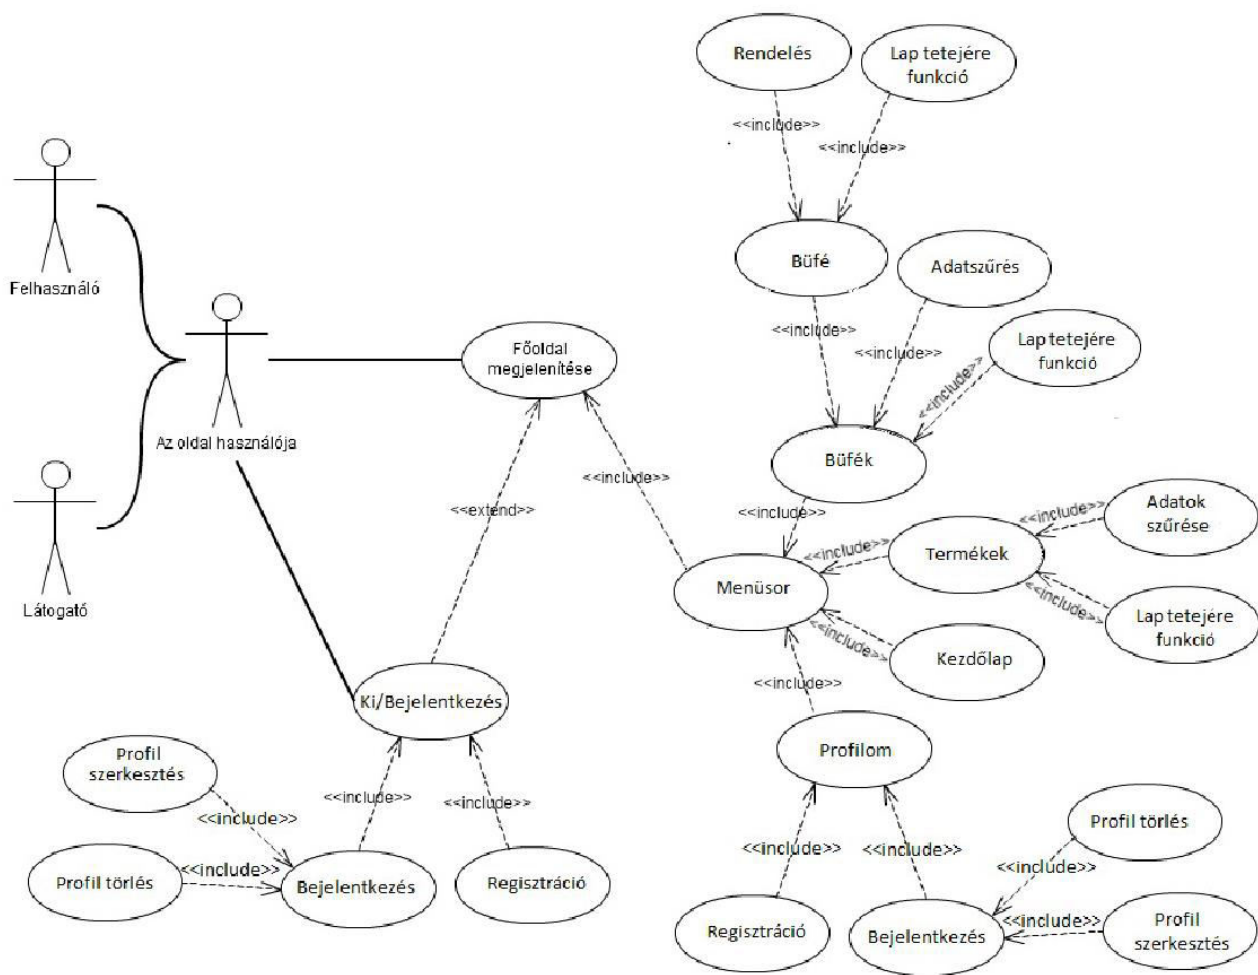 Rendelés
Lap tetejére
funkció
<<include>>
<<include>>
Felhasználó
Büfé
Adatszűrés
<<include>>
<<include>>
Lap tetejére
funkció
<<include>>
Főoldal
megjelenítése
Az oldal használója
Büfék
<<include>>
<<extend>>
<<include>>
Látogató
Menüsor
<<include>>
Termékek
<<include>>
Adatok
szűrése
<<include>>
Lap tetejére
funkció
<<include>>
Kezdőlap
<<include>>
Profilom
Ki/Bejelentkezés
Profil
szerkesztés
<<include>>
<<include>>
<<include>>
<<include>>
Profil törlés
Bejelentkezés
Regisztráció
<<include>>
<<include>>
Profil törlés
<<include>>
<<include>>
Regisztráció
Bejelentkezés
Profil
szerkesztés